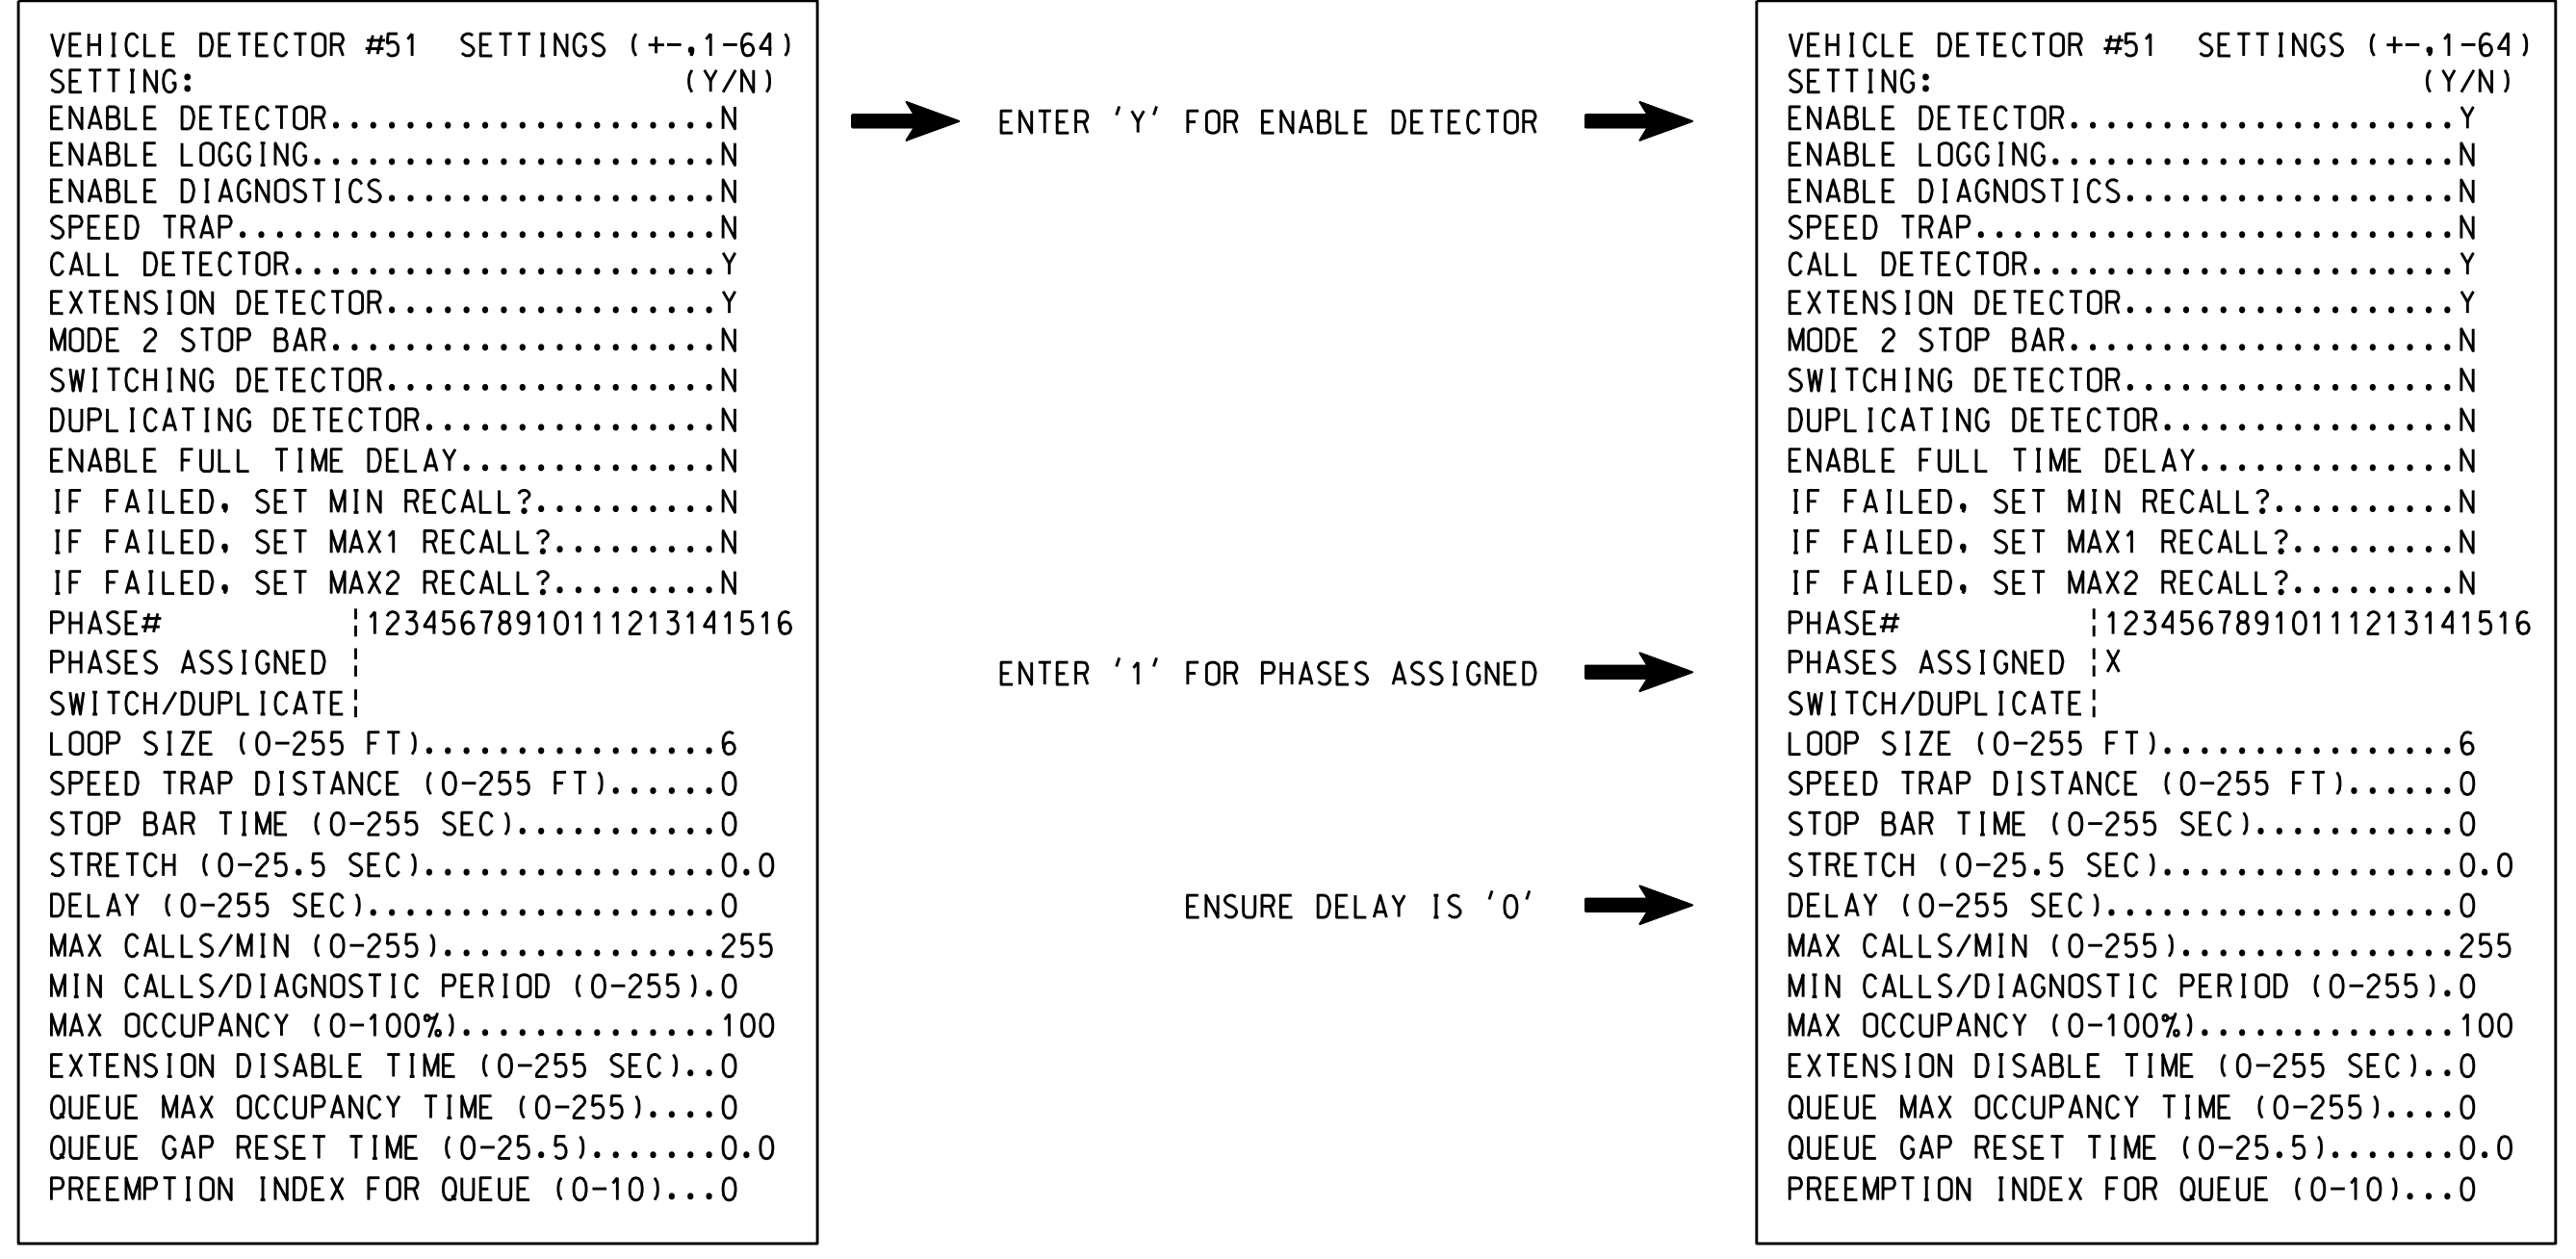 VEHICLE DETECTOR #51  SETTINGS (+-,1-64)
SETTING:                          (Y/N)
ENABLE DETECTOR.....................N
ENABLE LOGGING......................N
ENABLE DIAGNOSTICS..................N
SPEED TRAP..........................N
CALL DETECTOR.......................Y
EXTENSION DETECTOR..................Y
MODE 2 STOP BAR.....................N
SWITCHING DETECTOR..................N
DUPLICATING DETECTOR................N
ENABLE FULL TIME DELAY..............N
IF FAILED, SET MIN RECALL?..........N
IF FAILED, SET MAX1 RECALL?.........N
IF FAILED, SET MAX2 RECALL?.........N
PHASE#          ¦12345678910111213141516
PHASES ASSIGNED ¦
SWITCH/DUPLICATE¦
LOOP SIZE (0-255 FT)................6
SPEED TRAP DISTANCE (0-255 FT)......0
STOP BAR TIME (0-255 SEC)...........0
STRETCH (0-25.5 SEC)................0.0
DELAY (0-255 SEC)...................0
MAX CALLS/MIN (0-255)...............255
MIN CALLS/DIAGNOSTIC PERIOD (0-255).0
MAX OCCUPANCY (0-100%)..............100
EXTENSION DISABLE TIME (0-255 SEC)..0
QUEUE MAX OCCUPANCY TIME (0-255)....0
QUEUE GAP RESET TIME (0-25.5).......0.0
PREEMPTION INDEX FOR QUEUE (0-10)...0
ENTER 'Y' FOR ENABLE DETECTOR
ENTER '1' FOR PHASES ASSIGNED
ENSURE DELAY IS '0'
VEHICLE DETECTOR #51  SETTINGS (+-,1-64)
SETTING:                          (Y/N)
ENABLE DETECTOR.....................Y
ENABLE LOGGING......................N
ENABLE DIAGNOSTICS..................N
SPEED TRAP..........................N
CALL DETECTOR.......................Y
EXTENSION DETECTOR..................Y
MODE 2 STOP BAR.....................N
SWITCHING DETECTOR..................N
DUPLICATING DETECTOR................N
ENABLE FULL TIME DELAY..............N
IF FAILED, SET MIN RECALL?..........N
IF FAILED, SET MAX1 RECALL?.........N
IF FAILED, SET MAX2 RECALL?.........N
PHASE#          ¦12345678910111213141516
PHASES ASSIGNED ¦X
SWITCH/DUPLICATE¦
LOOP SIZE (0-255 FT)................6
SPEED TRAP DISTANCE (0-255 FT)......0
STOP BAR TIME (0-255 SEC)...........0
STRETCH (0-25.5 SEC)................0.0
DELAY (0-255 SEC)...................0
MAX CALLS/MIN (0-255)...............255
MIN CALLS/DIAGNOSTIC PERIOD (0-255).0
MAX OCCUPANCY (0-100%)..............100
EXTENSION DISABLE TIME (0-255 SEC)..0
QUEUE MAX OCCUPANCY TIME (0-255)....0
QUEUE GAP RESET TIME (0-25.5).......0.0
PREEMPTION INDEX FOR QUEUE (0-10)...0